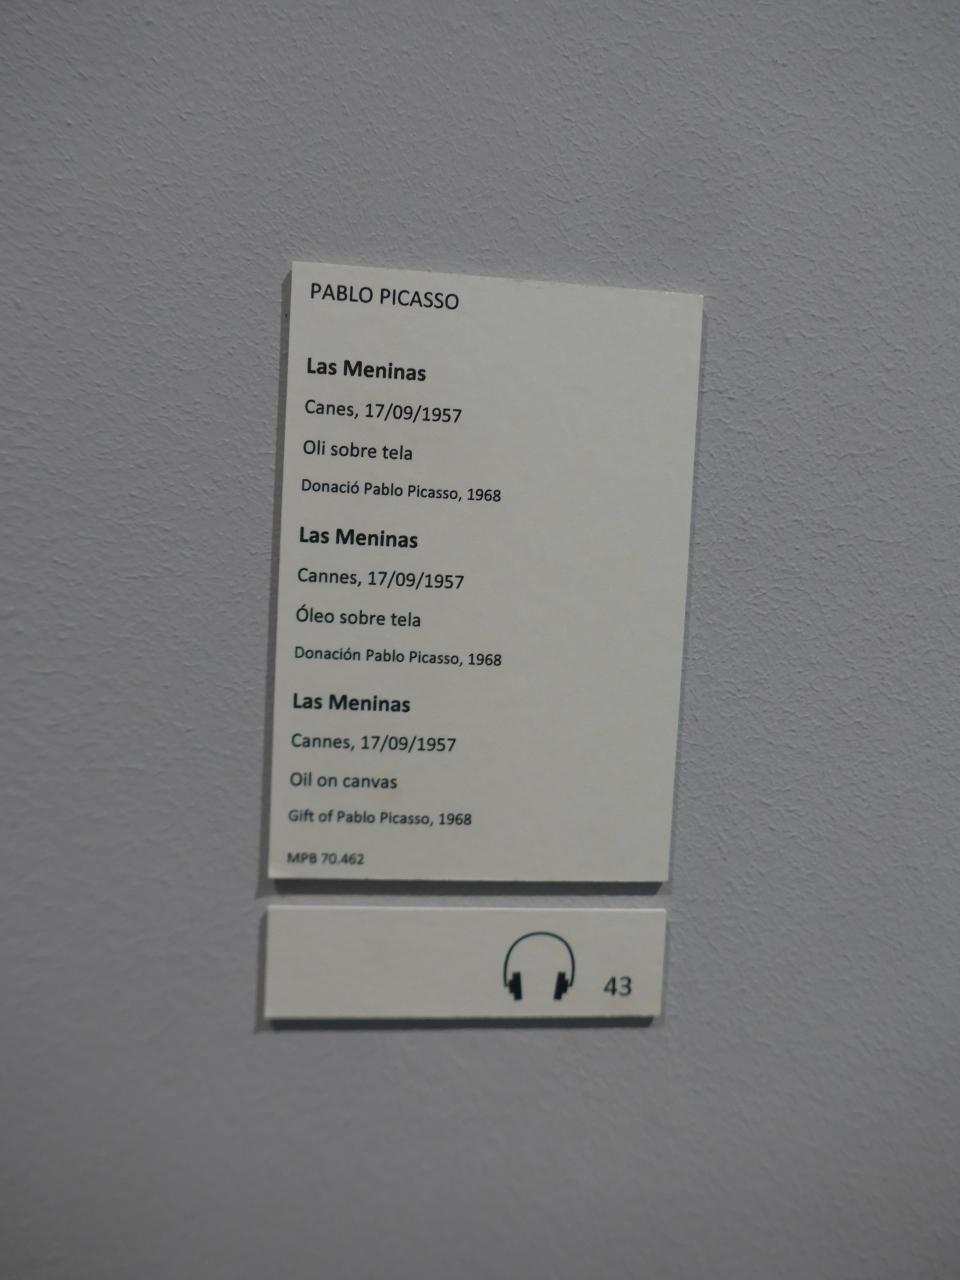 PABLO PICASSO
Las Meninas
Canes, 17/09/1957
Oli sobre tela
Donació Pablo Picasso, 1968
Las Meninas
Cannes, 17/09/1957
Óleo sobre tela
Donación Pablo Picasso, 1968
Las Meninas
Cannes, 17/09/1957
Oil on canvas
Gift of Pablo Picasso, 1968
MPB 70.462
43